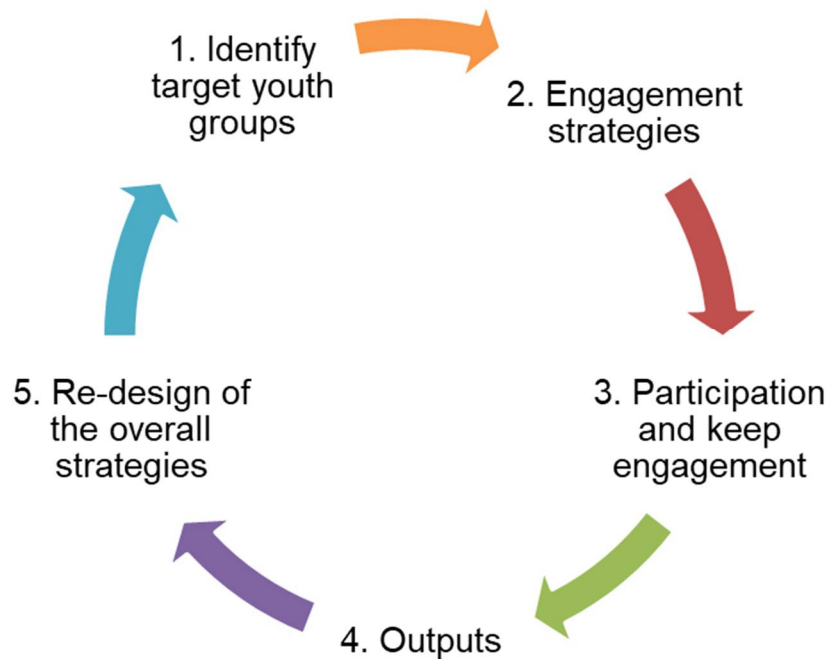 1. Identify
target youth
groups
2. Engagement
strategies
3. Participation
and keep
engagement
4. Outputs
5. Re-design of
the overall
strategies